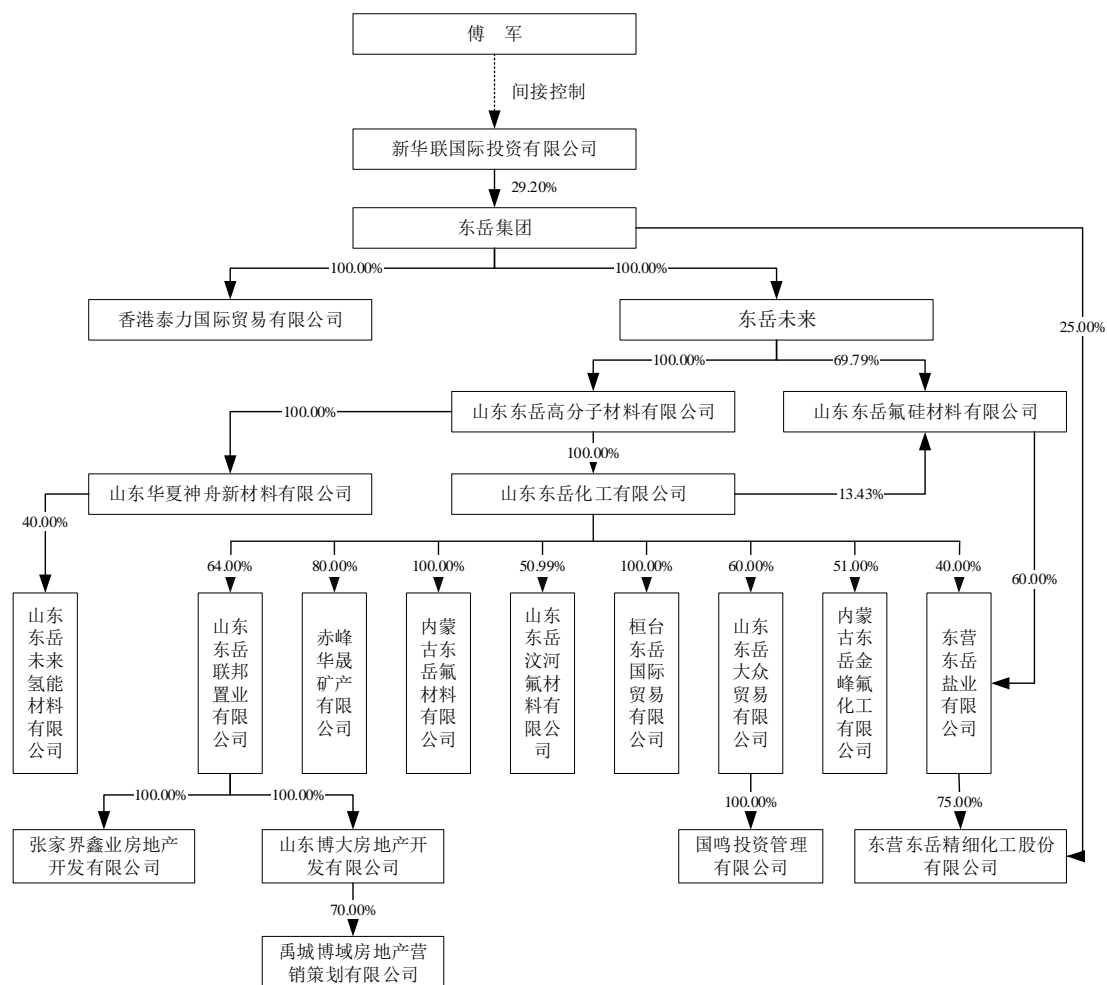 傅 军
间接控制
新华联国际投资有限公司
29.20%
东岳集团
100.00%
100.00%
香港泰力国际贸易有限公司
东岳未来
25.00%
100.00%
69.79%
山东东岳高分子材料有限公司
山东东岳氟硅材料有限公司
100.00%
100.00%
山东华夏神舟新材料有限公司
山东东岳化工有限公司
13.43%
40.00%
64.00%
80.00%
100.00%
50.99%
100.00%
60.00%
51.00%
40.00%
60.00%
山东
东岳
未来
氢能
材料
有限
公司
山东
东岳
联邦
置业
有限
公司
赤峰
华晟
矿产
有限
公司
内蒙
古东
岳氟
材料
有限
公司
山东
东岳
汶河
氟材
料有
限公
司
桓台
东岳
国际
贸易
有限
公司
山东
东岳
大众
贸易
有限
公司
内蒙
古东
岳金
峰氟
化工
有限
公司
东营
东岳
盐业
有限
公司
100.00%
100.00%
100.00%
75.00%
张家界鑫业房地产
开发有限公司
山东博大房地产开
发有限公司
国鸣投资管理
有限公司
东营东岳精细化工股份
有限公司
70.00%
禹城博域房地产营
销策划有限公司